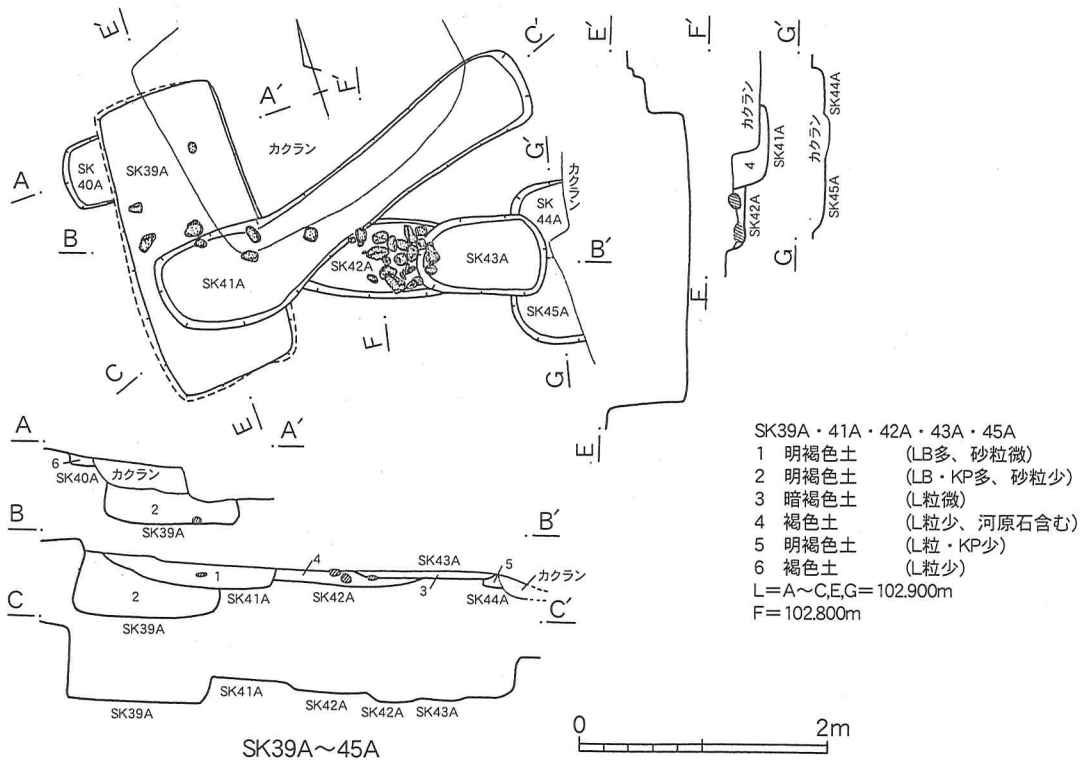 E´
C´
A´
F´
カクラン
SK
40A
SK39A
A
B
G´
カクラン
SK
44A
B´
SK43A
SK42A
SK41A
SK45A
F
C
G
E
E´
F´
G´
カクラン
4
SK41A
SK42A
SK44A
カクラン
SK45A
G
F
E
A
A´
6
SK40A
カクラン
2
SK39A
B
B´
4
SK43A
5
カクラン
1
SK41A
SK42A
3
SK44A
2
SK39A
C
C´
SK39A
SK41A
SK42A
SK42A
SK43A
SK39A~45A
SK39A・41A・42A・43A・45A
1 明褐色土 (LB多、砂粒微)
2 明褐色土 (LB・KP多、砂粒少)
3 暗褐色土 (L粒微)
4 褐色土 (L粒少、河原石含む)
5 明褐色土 (L粒・KP少)
6 褐色土 (L粒少)
L=A~C,E,G=102.900m
F=102.800m
0 2m